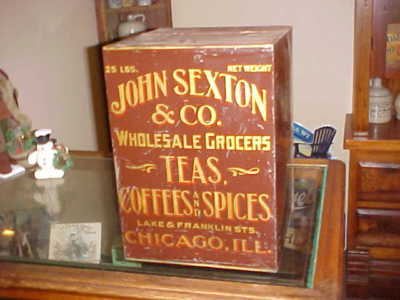 25 LBS. NET WEIGHT
JOHN SEXTON
& CO.
WHOLESALE GROCERS
TEAS,
COFFEES AND SPICES
LAKE & FRANKLIN STS.
CHICAGO, ILL.